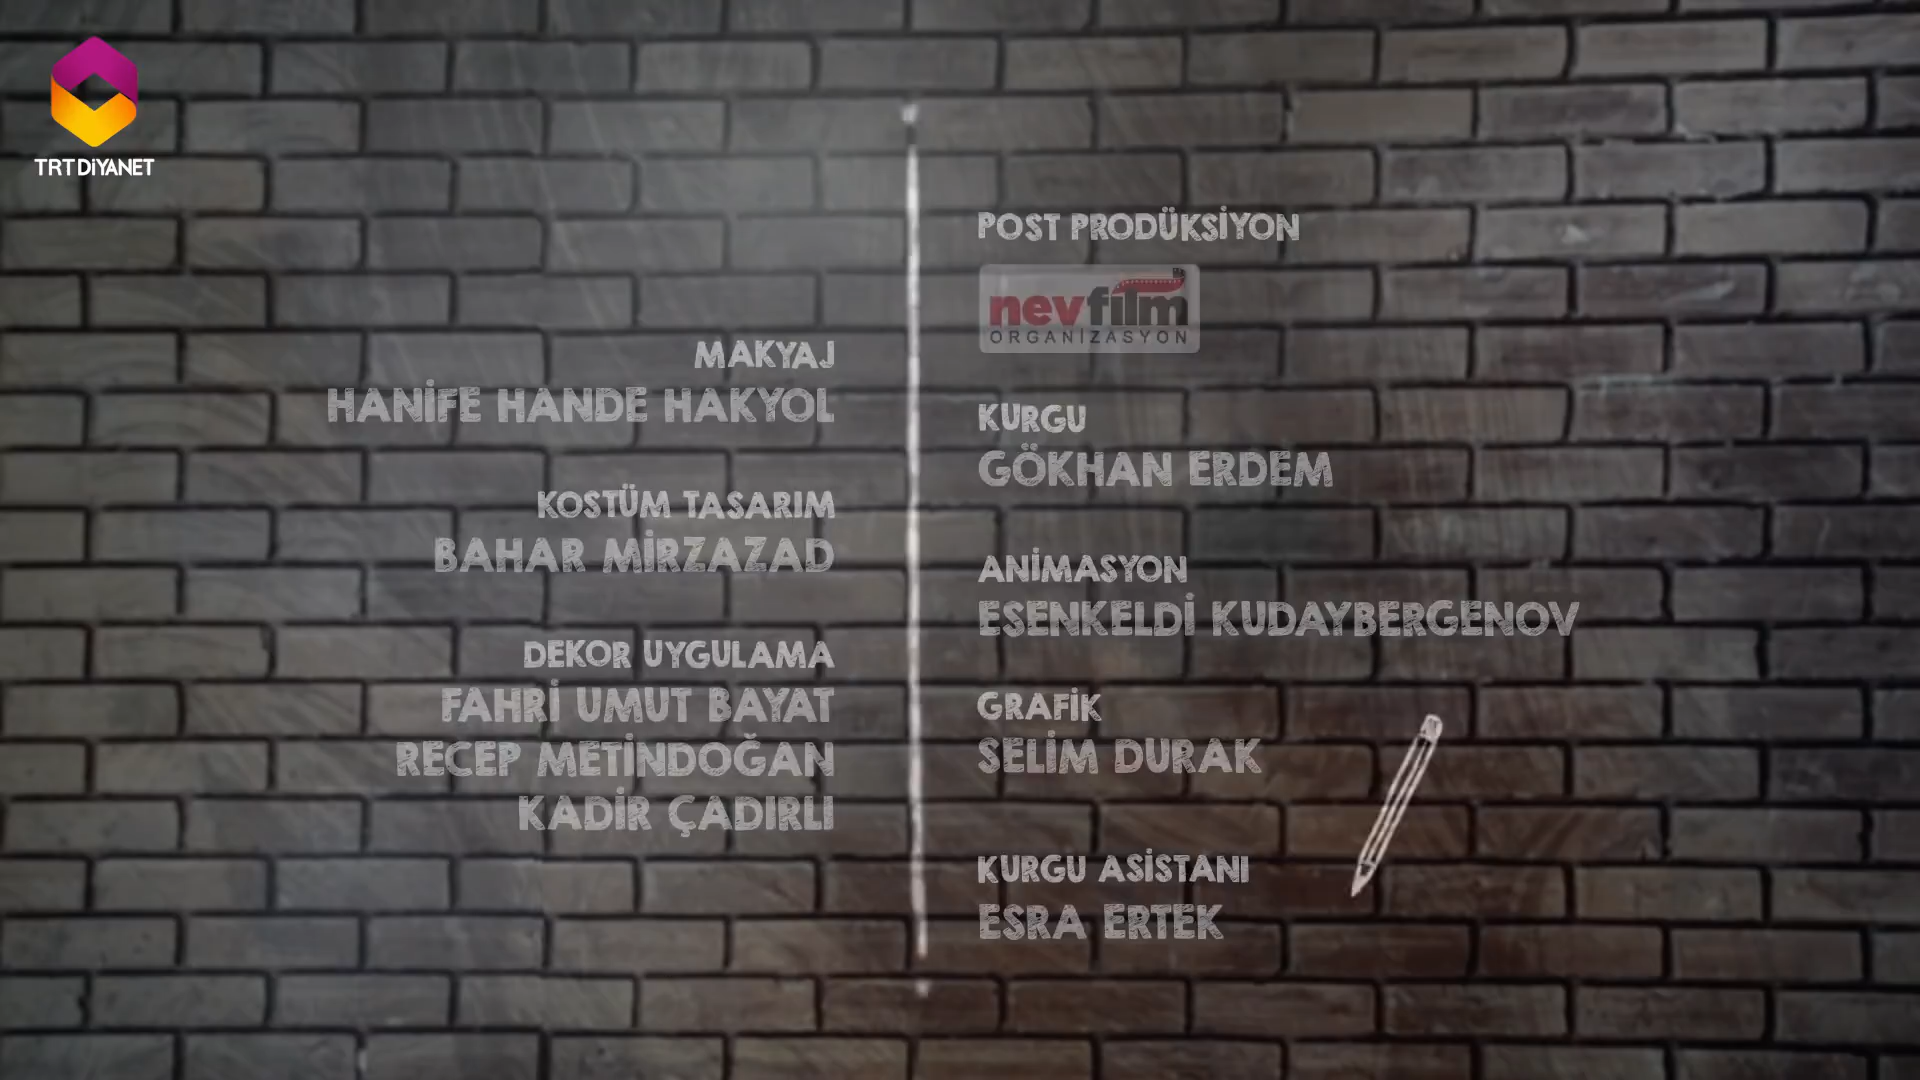 TRT DİYANET
MAKYAJ
HANİFE HANDE HAKYOL
KOSTÜM TASARIM
BAHAR MİRZAZAD
DEKOR UYGULAMA
FAHRİ UMUT BAYAT
RECEP METİNDOĞAN
KADİR ÇADIRLI
POST PRODÜKSİYON
nevfilm
ORGANİZASYON
KURGU
GÖKHAN ERDEM
ANİMASYON
ESENKELDİ KUDAYBERGENOV
GRAFİK
SELİM DURAK
KURGU ASİSTANI
ESRA ERTEK